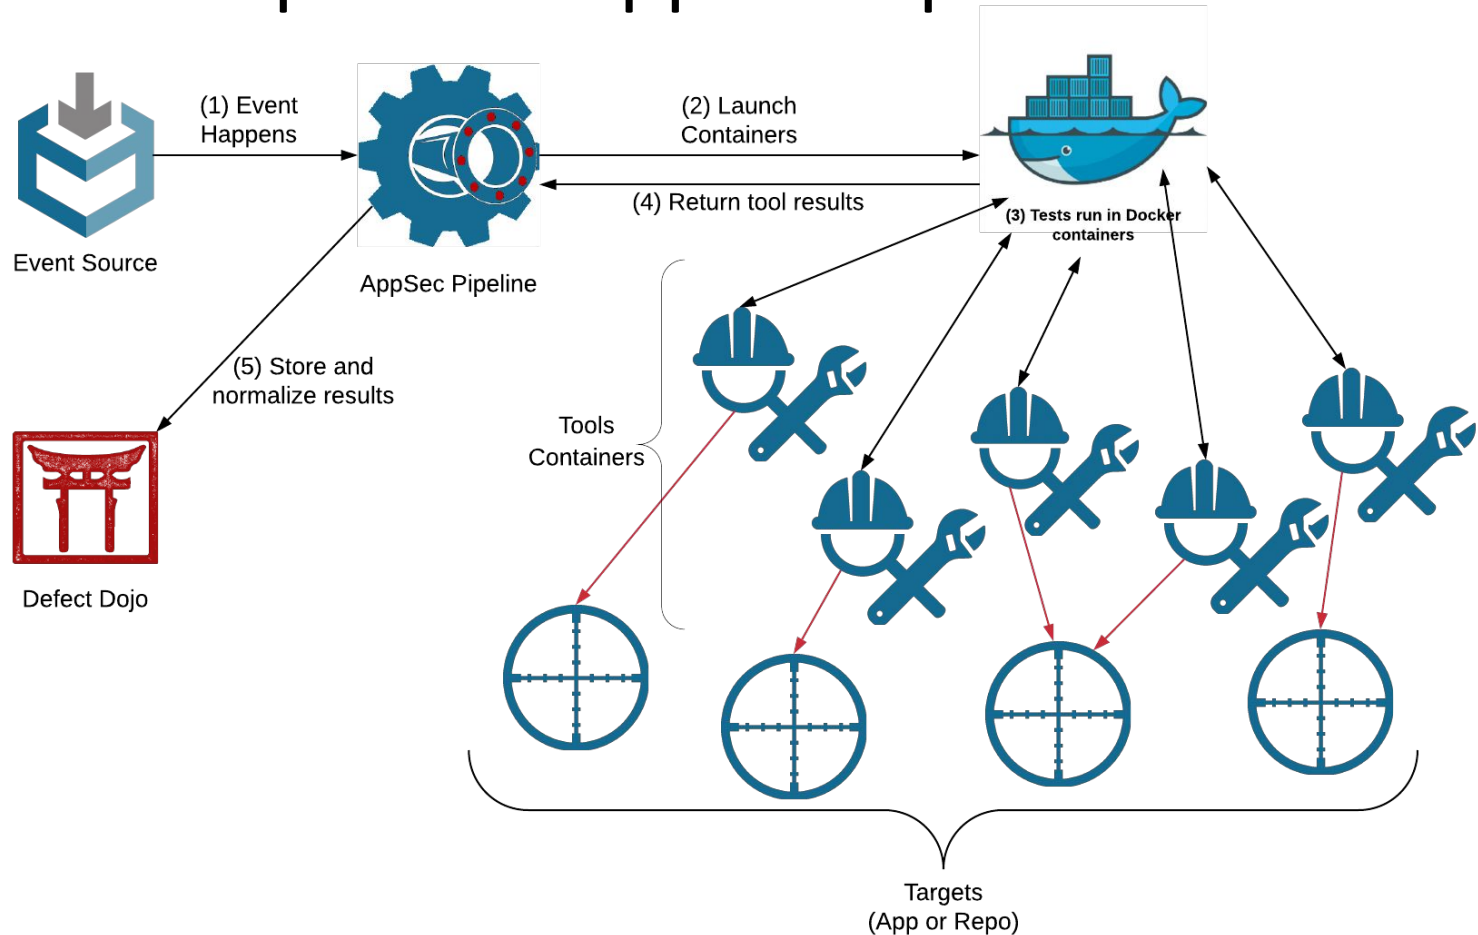 (1) Event
Happens
(2) Launch
Containers
(4) Return tool results
(3) Tests run in Docker
containers
Event Source
AppSec Pipeline
(5) Store and
normalize results
Tools
Containers
Defect Dojo
Targets
(App or Repo)